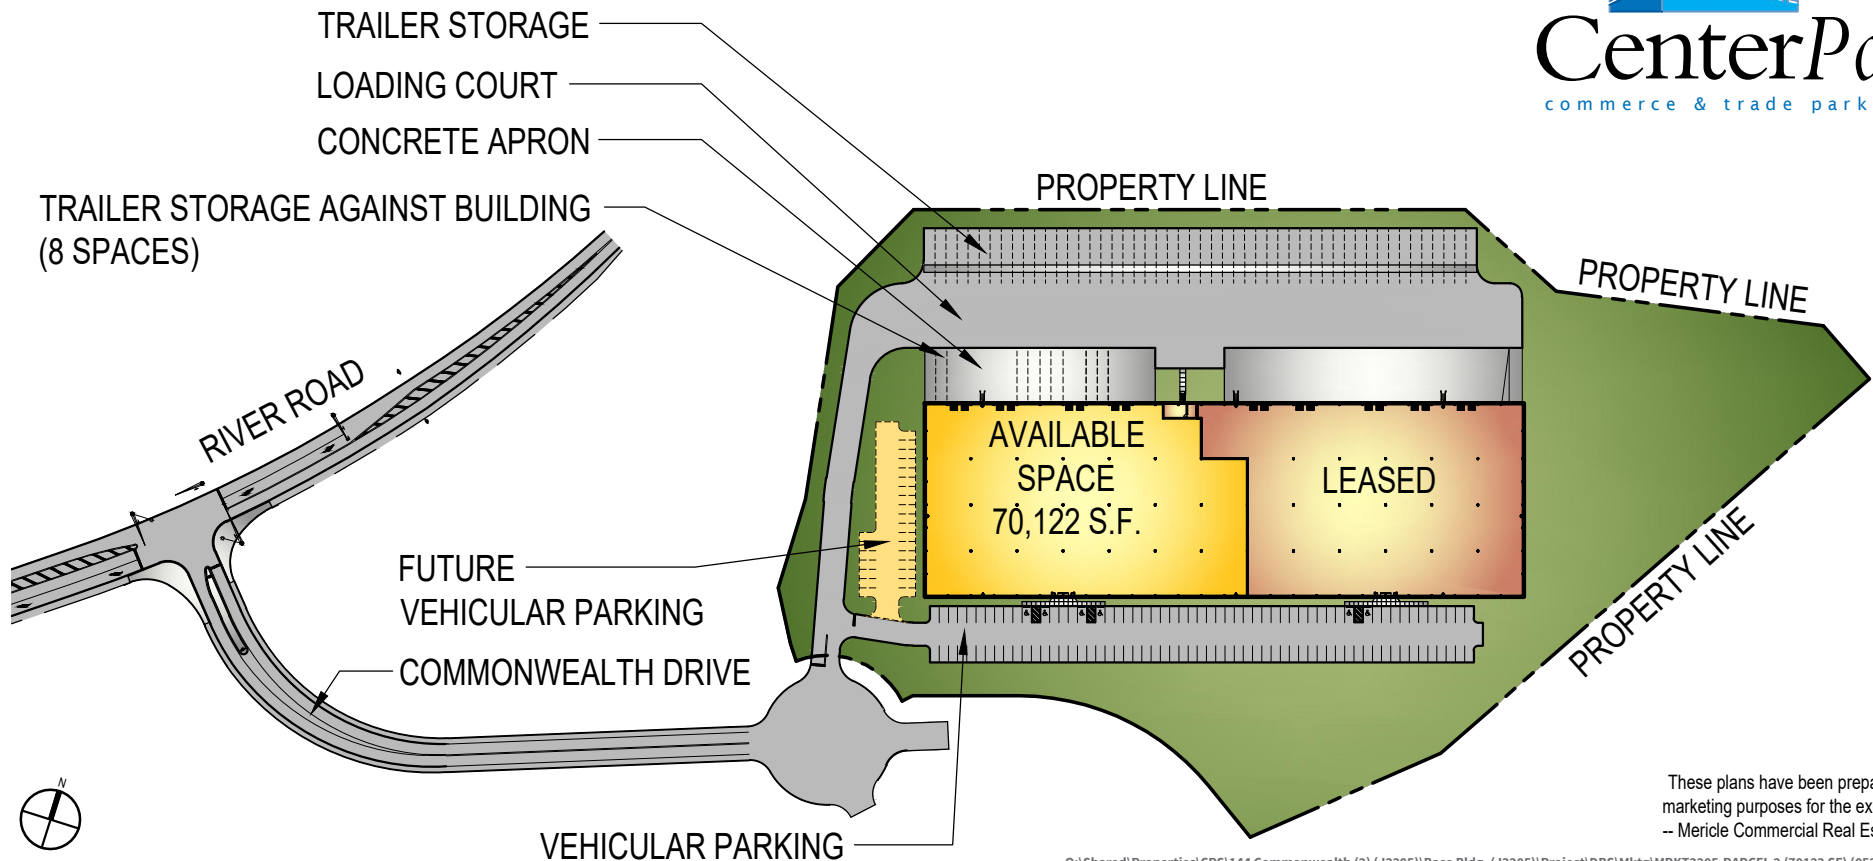 TRAILER STORAGE
LOADING COURT
CONCRETE APRON
TRAILER STORAGE AGAINST BUILDING
(8 SPACES)
CenterPa
commerce & trade park
PROPERTY LINE
PROPERTY LINE
RIVER ROAD
AVAILABLE
SPACE
70,122 S.F.
LEASED
PROPERTY LINE
FUTURE
VEHICULAR PARKING
COMMONWEALTH DRIVE
N
VEHICULAR PARKING
These plans have been prepa
marketing purposes for the ex
-- Mericle Commercial Real Es